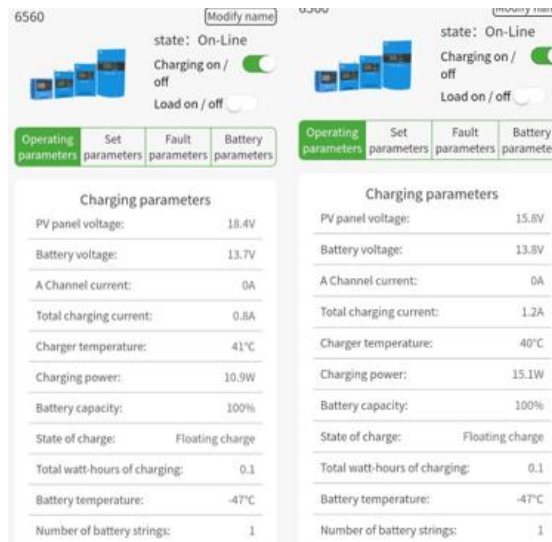 6560
Modify name
state: On-Line
Charging on /
off
Load on / off
Operating parameters
Set parameters
Fault parameters
Battery parameters
Charging parameters
PV panel voltage: 18.4V
Battery voltage: 13.7V
A Channel current: 0A
Total charging current: 0.8A
Charger temperature: 41°C
Charging power: 10.9W
Battery capacity: 100%
State of charge: Floating charge
Total watt-hours of charging: 0.1
Battery temperature: -47°C
Number of battery strings: 1
state: On-Line
Charging on /
off
Load on / off
Operating parameters
Set parameters
Fault parameters
Battery paramete
Charging parameters
PV panel voltage: 15.8V
Battery voltage: 13.8V
A Channel current: 0A
Total charging current: 1.2A
Charger temperature: 40°C
Charging power: 15.1W
Battery capacity: 100%
State of charge: Floating charge
Total watt-hours of charging: 0.1
Battery temperature: -47°C
Number of battery strings: 1